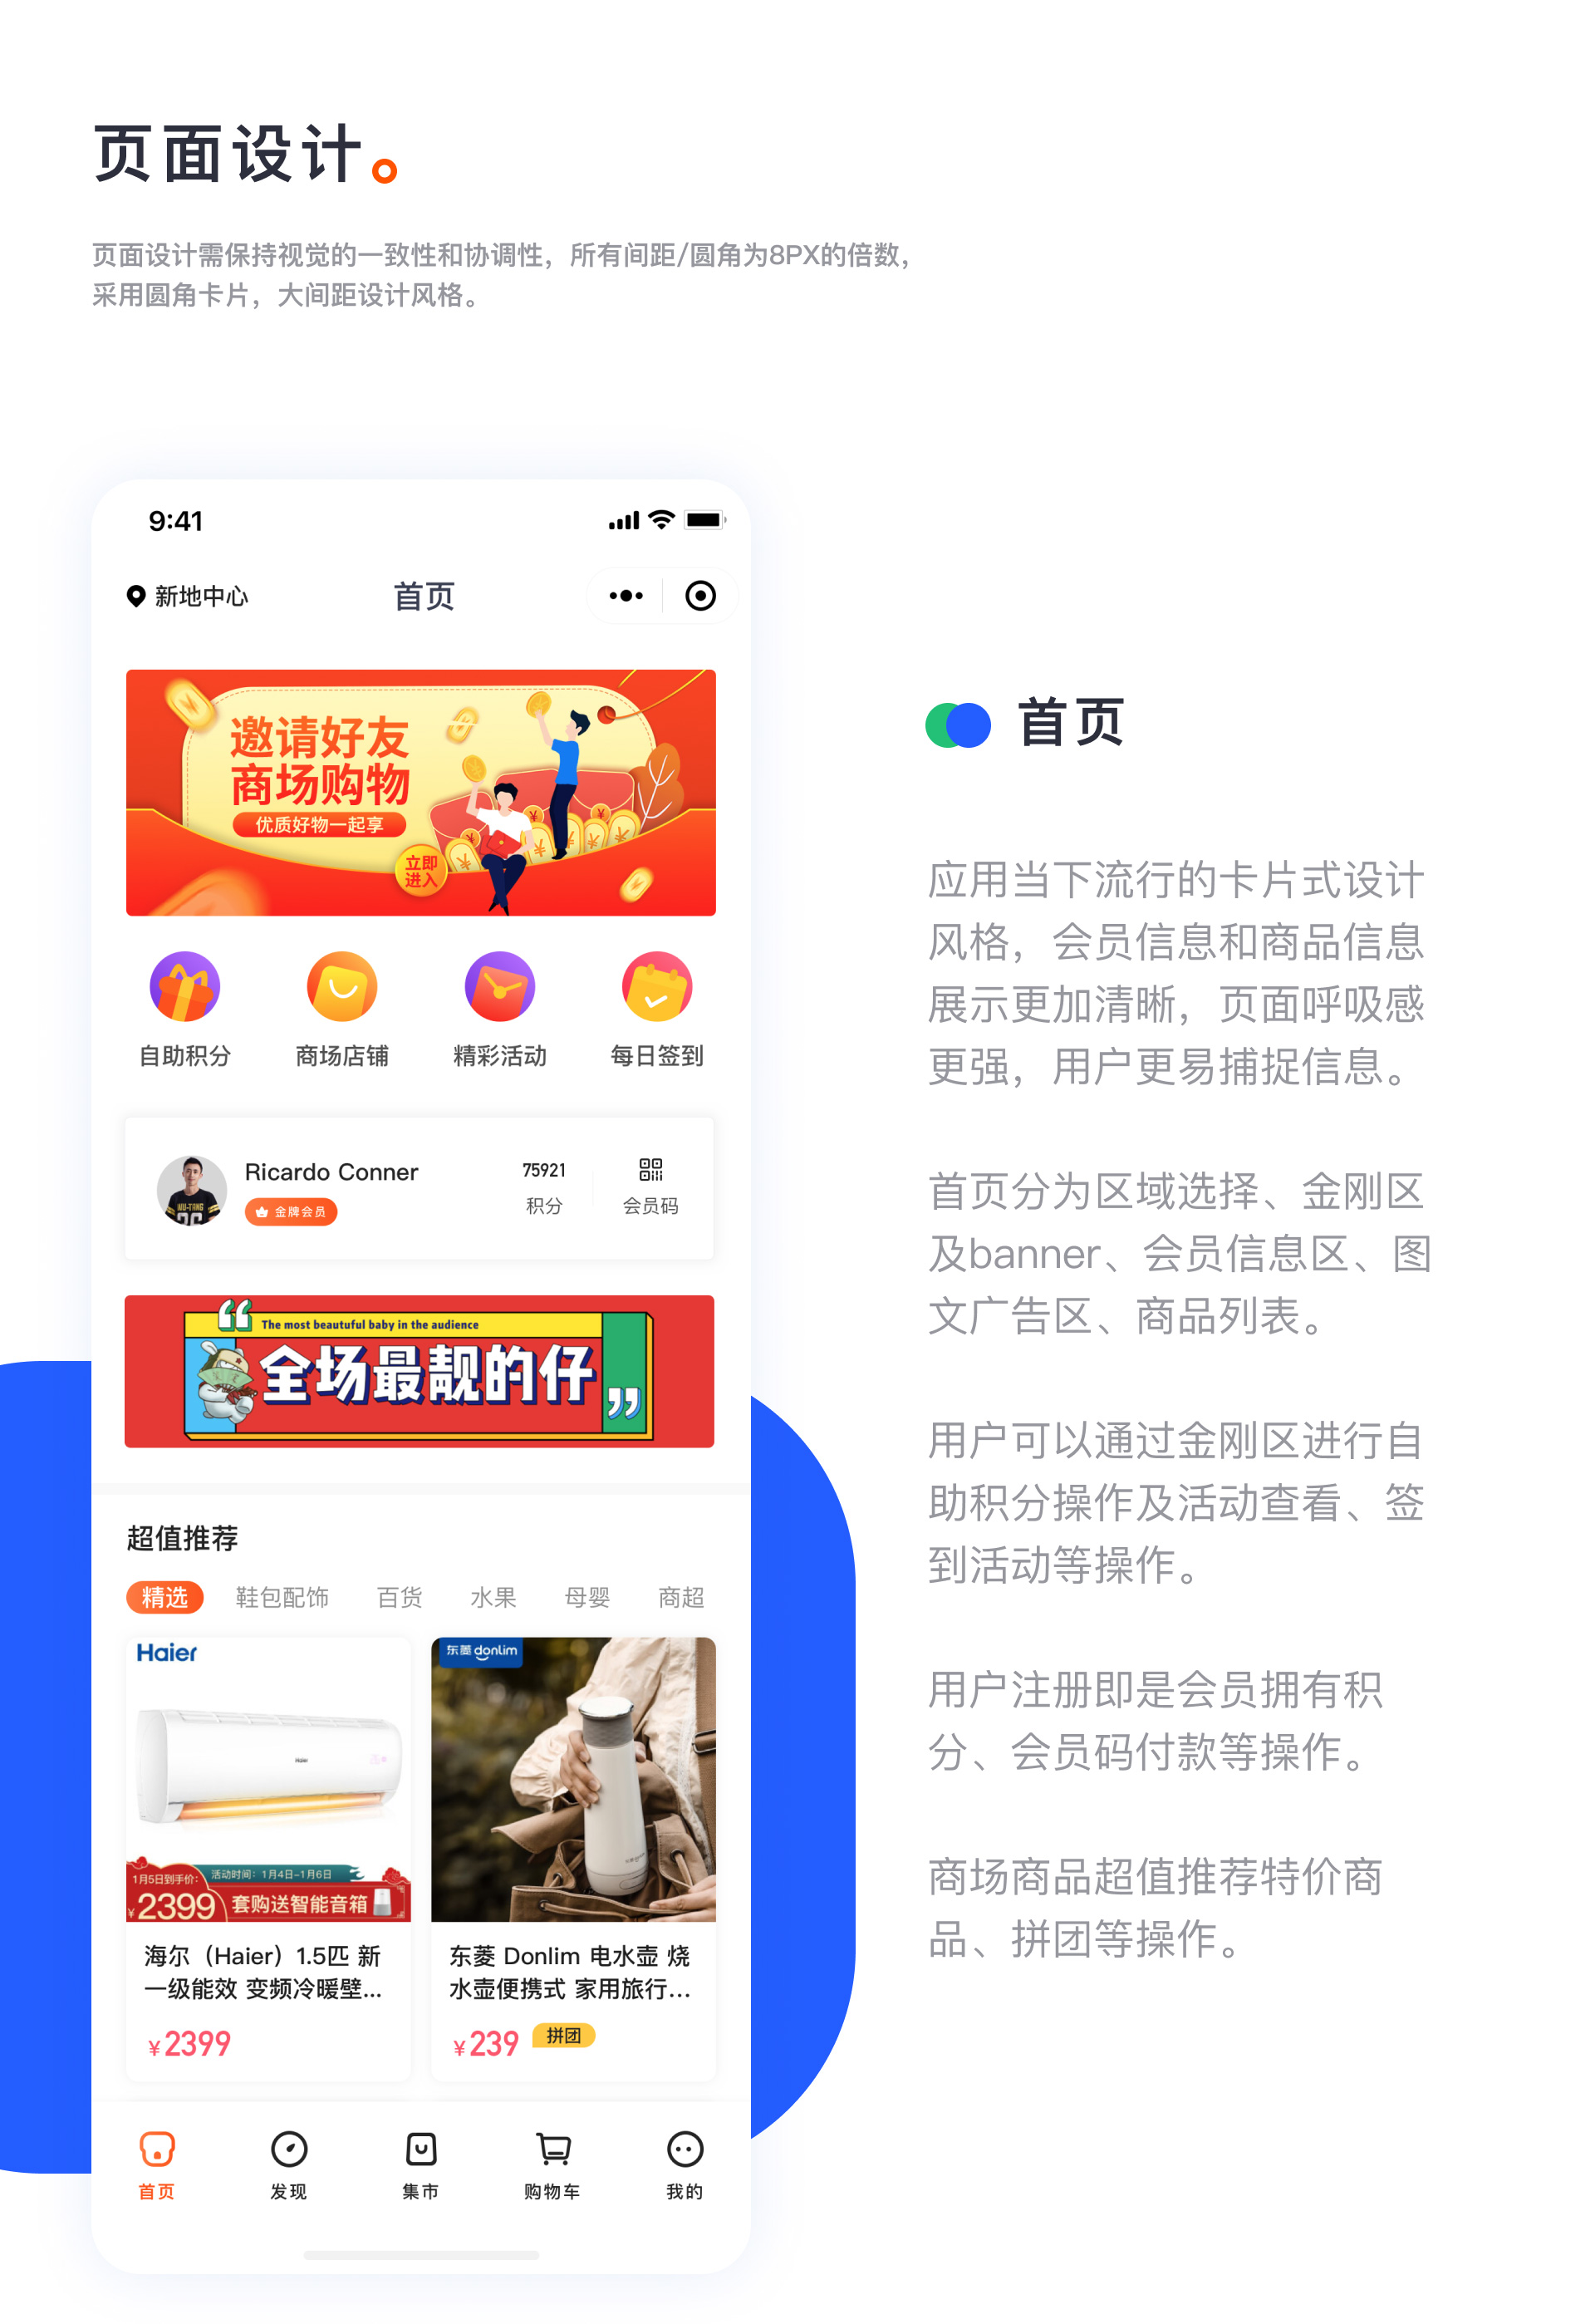 页面设计。
页面设计需保持视觉的一致性和协调性，所有间距/圆角为8PX的倍数，
采用圆角卡片，大间距设计风格。
9:41
新地中心
首页
邀请好友
商场购物
优质好物一起享
立即
进入
自助积分
商场店铺
精彩活动
每日签到
Ricardo Conner
金牌会员
75921
积分
会员码
The most beautuful baby in the audience
全场最靓的仔
超值推荐
精选
鞋包配饰
百货
水果
母婴
商超
Haier
Haier
1月5日到手价:
活动时间：1月4日-1月6日
¥2399
套购送智能音箱
海尔（Haier）1.5匹 新
一级能效 变频冷暖壁...
¥2399
东菱 donlim
东菱 Donlim 电水壶 烧
水壶便携式 家用旅行...
¥239
拼团
首页
发现
集市
购物车
我的
首页
应用当下流行的卡片式设计
风格，会员信息和商品信息
展示更加清晰，页面呼吸感
更强，用户更易捕捉信息。
首页分为区域选择、金刚区
及banner、会员信息区、图
文广告区、商品列表。
用户可以通过金刚区进行自
助积分操作及活动查看、签
到活动等操作。
用户注册即是会员拥有积
分、会员码付款等操作。
商场商品超值推荐特价商
品、拼团等操作。